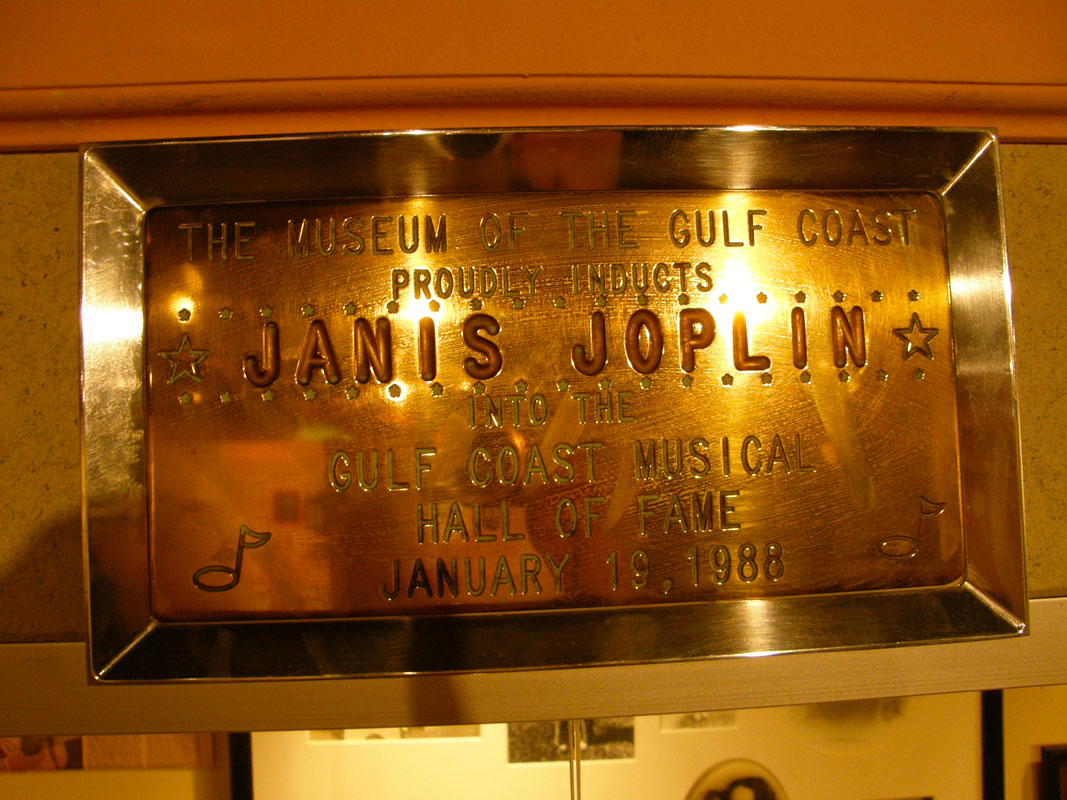 THE MUSEUM OF THE GULF COAST
PROUDLY INDUCTS
JANIS JOPLIN
INTO THE
GULF COAST MUSICAL
HALL OF FAME
JANUARY 19, 1988